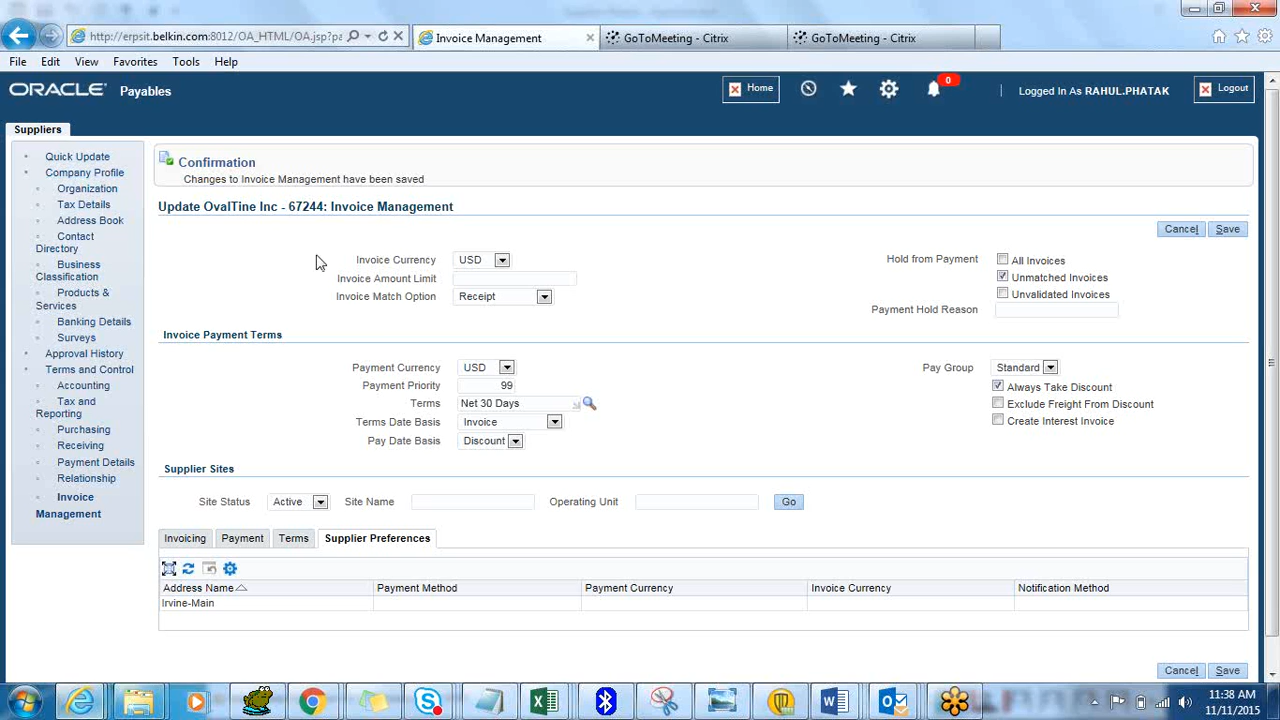 http://erpsit.belkin.com:8012/OA_HTML/OA.jsp?pa
Invoice Management
GoToMeeting - Citrix
GoToMeeting - Citrix
File Edit View Favorites Tools Help
ORACLE Payables
Home
0
Logged In As RAHUL.PHATAK
Logout
Suppliers
Quick Update
Company Profile
Organization
Tax Details
Address Book
Contact
Directory
Business
Classification
Products &
Services
Banking Details
Surveys
Approval History
Terms and Control
Accounting
Tax and
Reporting
Purchasing
Receiving
Payment Details
Relationship
Invoice
Management
Confirmation
Changes to Invoice Management have been saved
Update OvalTine Inc - 67244: Invoice Management
Cancel Save
Invoice Currency USD
Invoice Amount Limit
Invoice Match Option Receipt
Hold from Payment All Invoices
Unmatched Invoices
Unvalidated Invoices
Payment Hold Reason
Invoice Payment Terms
Payment Currency USD
Payment Priority 99
Terms Net 30 Days
Terms Date Basis Invoice
Pay Date Basis Discount
Pay Group Standard
Always Take Discount
Exclude Freight From Discount
Create Interest Invoice
Supplier Sites
Site Status Active Site Name Operating Unit Go
Invoicing Payment Terms Supplier Preferences
Address Name Payment Method Payment Currency Invoice Currency Notification Method
Irvine-Main
Cancel Save
11:38 AM
11/11/2015